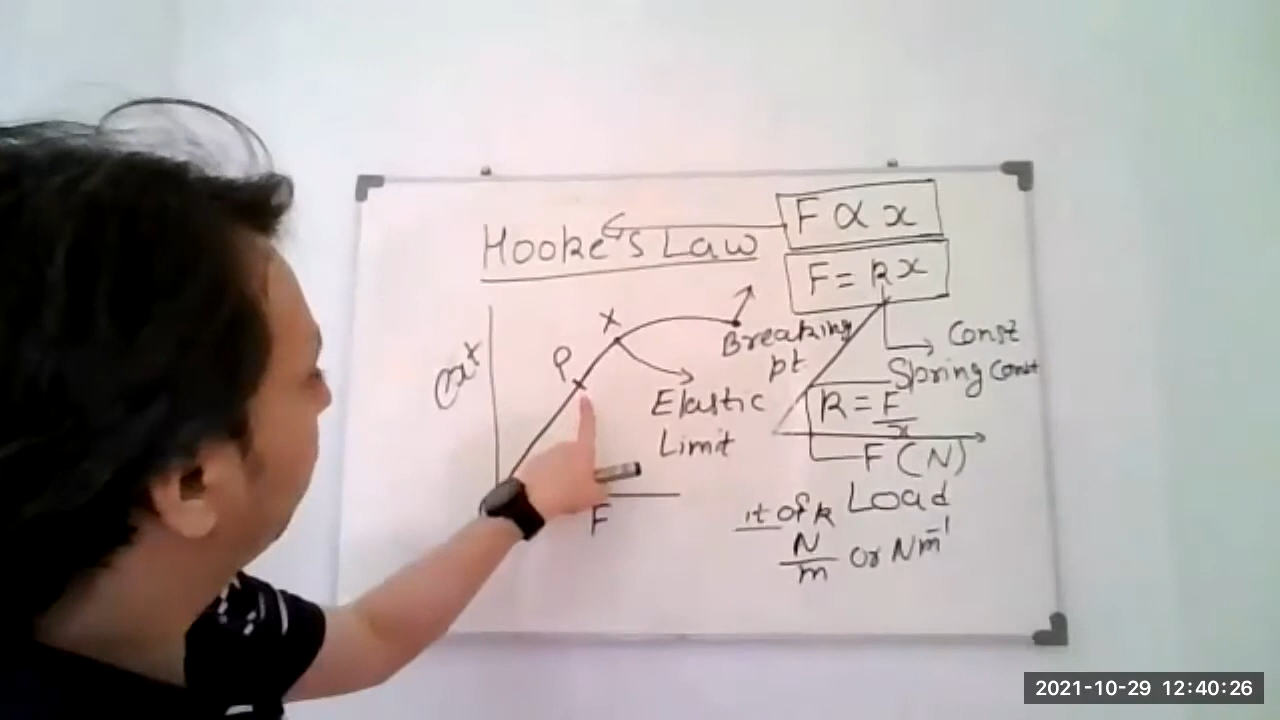 F ∝ x
Hooke's Law
F = kx
Const
Spring Const
x
P
x
Breaking
pt
Elastic
Limit
k = F
x
F (N)
Load
F
it of k
N
m
or Nm⁻¹
2021-10-29 12:40:26